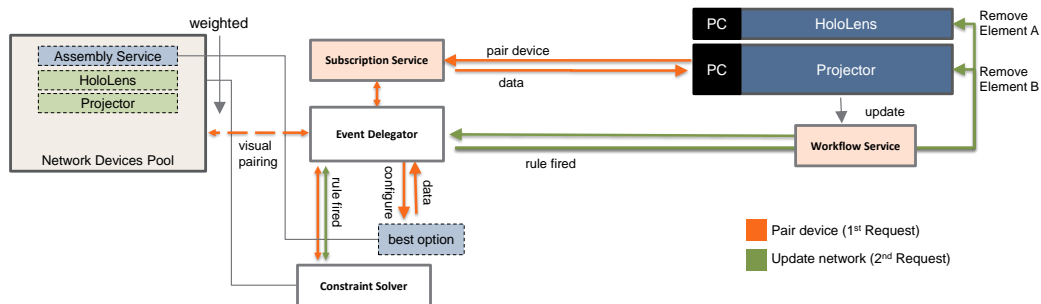 weighted
Assembly Service
HoloLens
Projector
Network Devices Pool
visual
pairing
Subscription Service
pair device
data
Event Delegator
rule fired
configure
data
best option
Constraint Solver
PC
HoloLens
PC
Projector
Remove
Element A
Remove
Element B
update
rule fired
Workflow Service
Pair device (1st Request)
Update network (2nd Request)